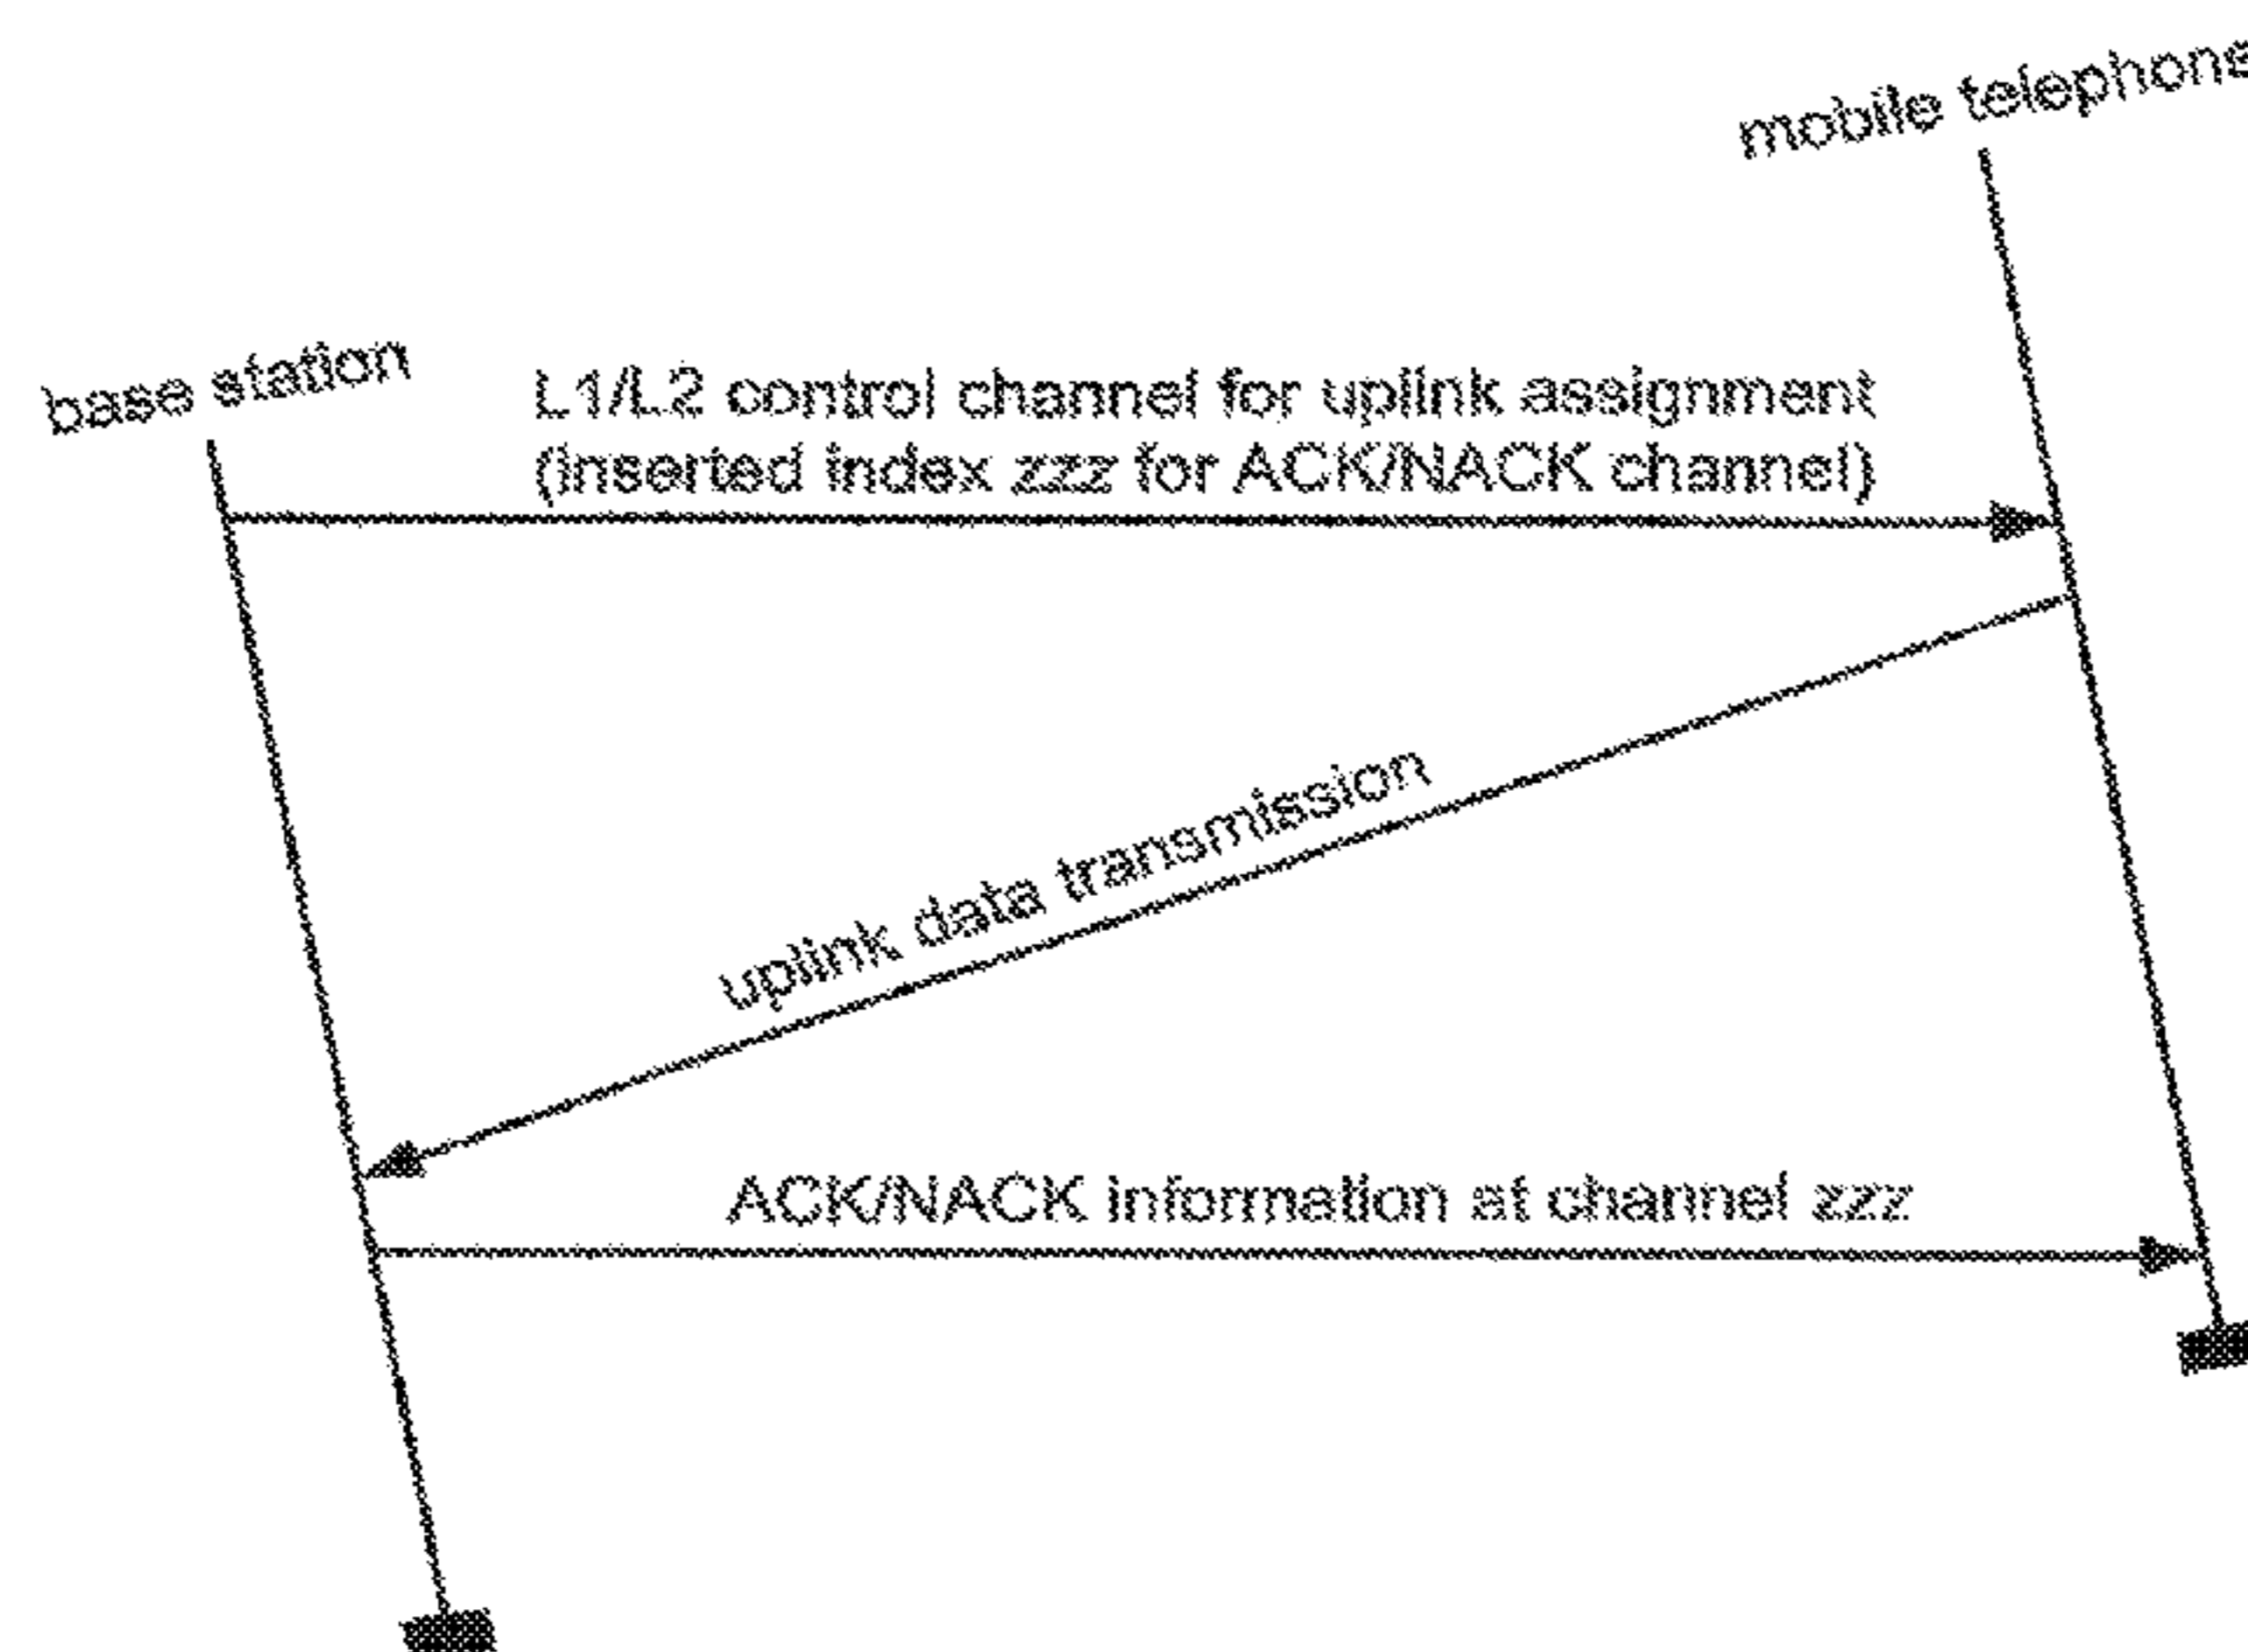 mobile telephone
base station
L1/L2 control channel for uplink assignment
(inserted index zzz for ACK/NACK channel)
uplink data transmission
ACK/NACK information at channel zzz